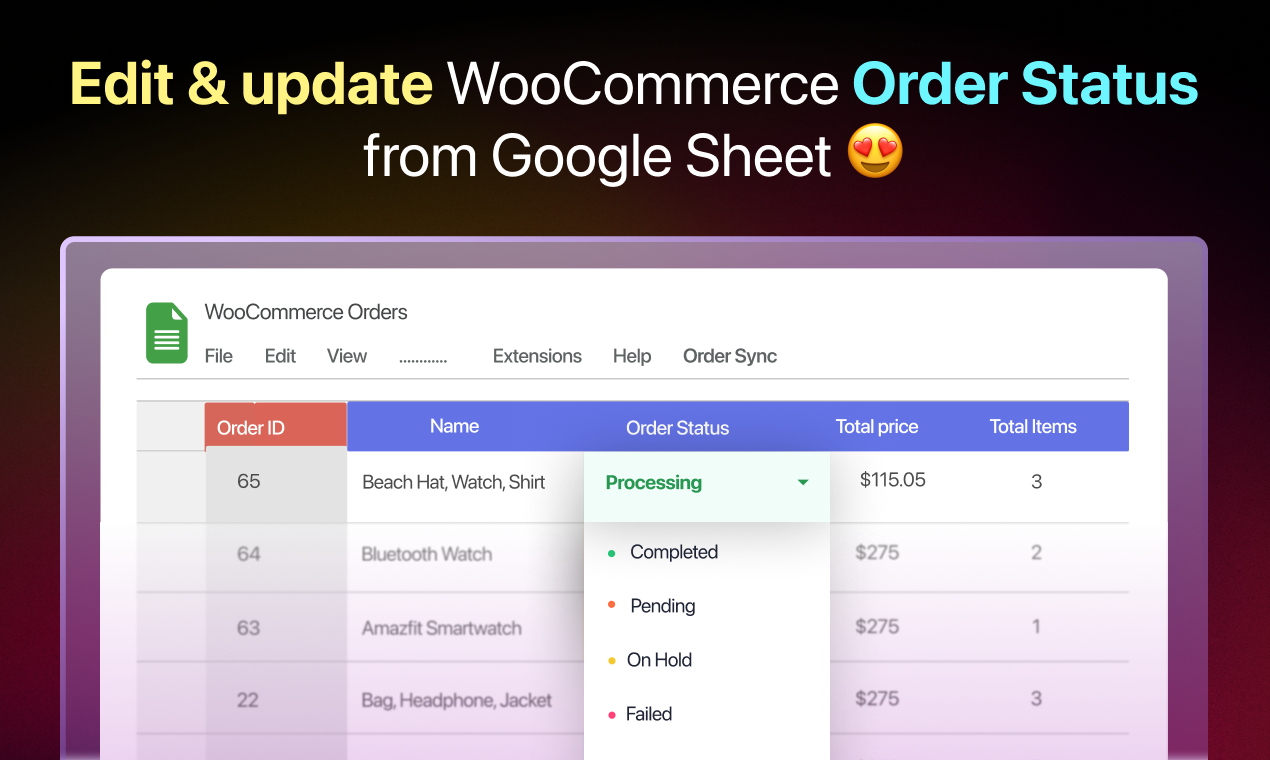 Edit & update WooCommerce Order Status
from Google Sheet 😍
WooCommerce Orders
File Edit View ............ Extensions Help Order Sync
Order ID Name Order Status Total price Total Items
65 Beach Hat, Watch, Shirt Processing $115.05 3
64 Bluetooth Watch Completed $275 2
Pending
63 Amazfit Smartwatch $275 1
On Hold
22 Bag, Headphone, Jacket Failed $275 3